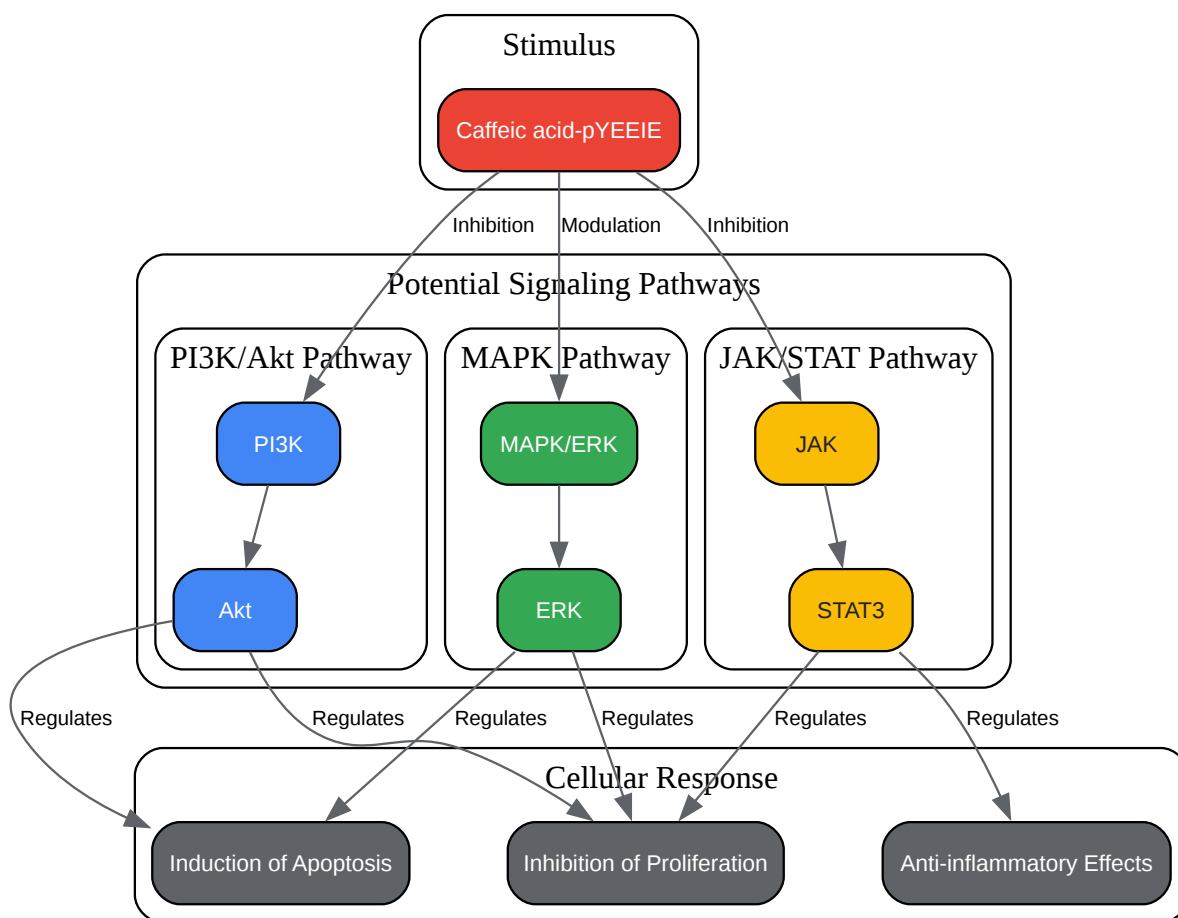 Stimulus
Caffeic acid-pYEEIE
Inhibition
Modulation
Inhibition
Potential Signaling Pathways
PI3K/Akt Pathway
MAPK Pathway
JAK/STAT Pathway
PI3K
MAPK/ERK
JAK
Akt
ERK
STAT3
Regulates
Regulates
Regulates
Regulates
Regulates
Regulates
Cellular Response
Induction of Apoptosis
Inhibition of Proliferation
Anti-inflammatory Effects